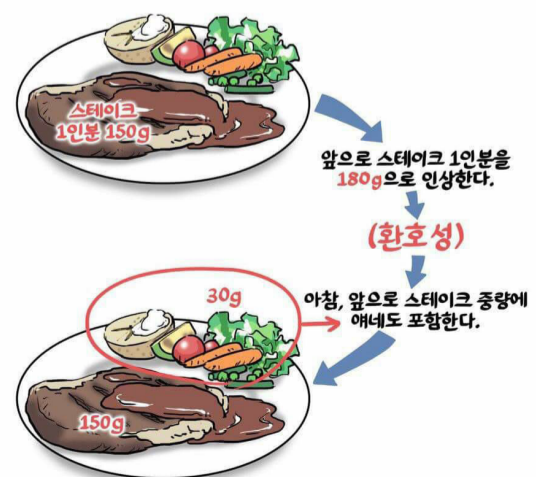 스테이크
1인분 150g
앞으로 스테이크 1인분을
180g으로 인상한다.
(환호성)
아참, 앞으로 스테이크 중량에
얘네도 포함한다.
30g
150g